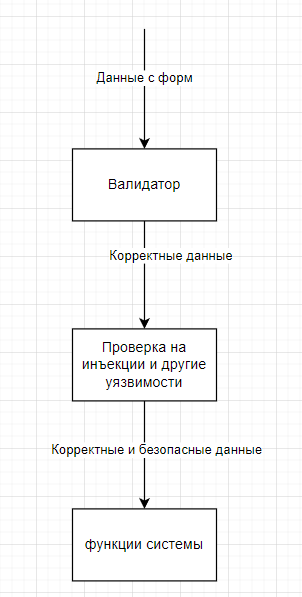 Данные с форм
Валидатор
Корректные данные
Проверка на
инъекции и другие
уязвимости
Корректные и безопасные данные
функции системы